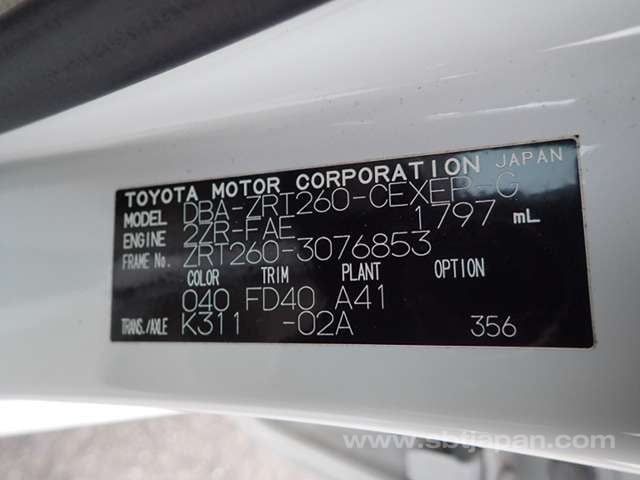 TOYOTA MOTOR CORPORATION JAPAN
MODEL DBA-ZRT260-CEXEP-G
ENGINE 2ZR-FAE 1797 mL
FRAME No. ZRT260-3076853
COLOR TRIM PLANT OPTION
040 FD40 A41
TRANS./AXLE K311 -02A 356
www.sbtjapan.com